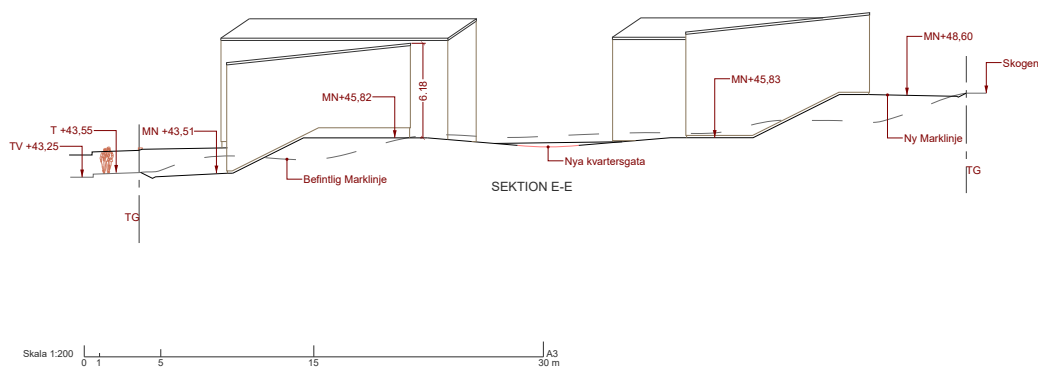 MN+48,60
Skogen
MN+45,83
MN+45,82
6.18
T +43,55
MN +43,51
TV +43,25
Ny Marklinje
Nya kvartersgata
Befintlig Marklinje
TG
SEKTION E-E
TG
Skala 1:200
A3
0 1 5 15 30 m